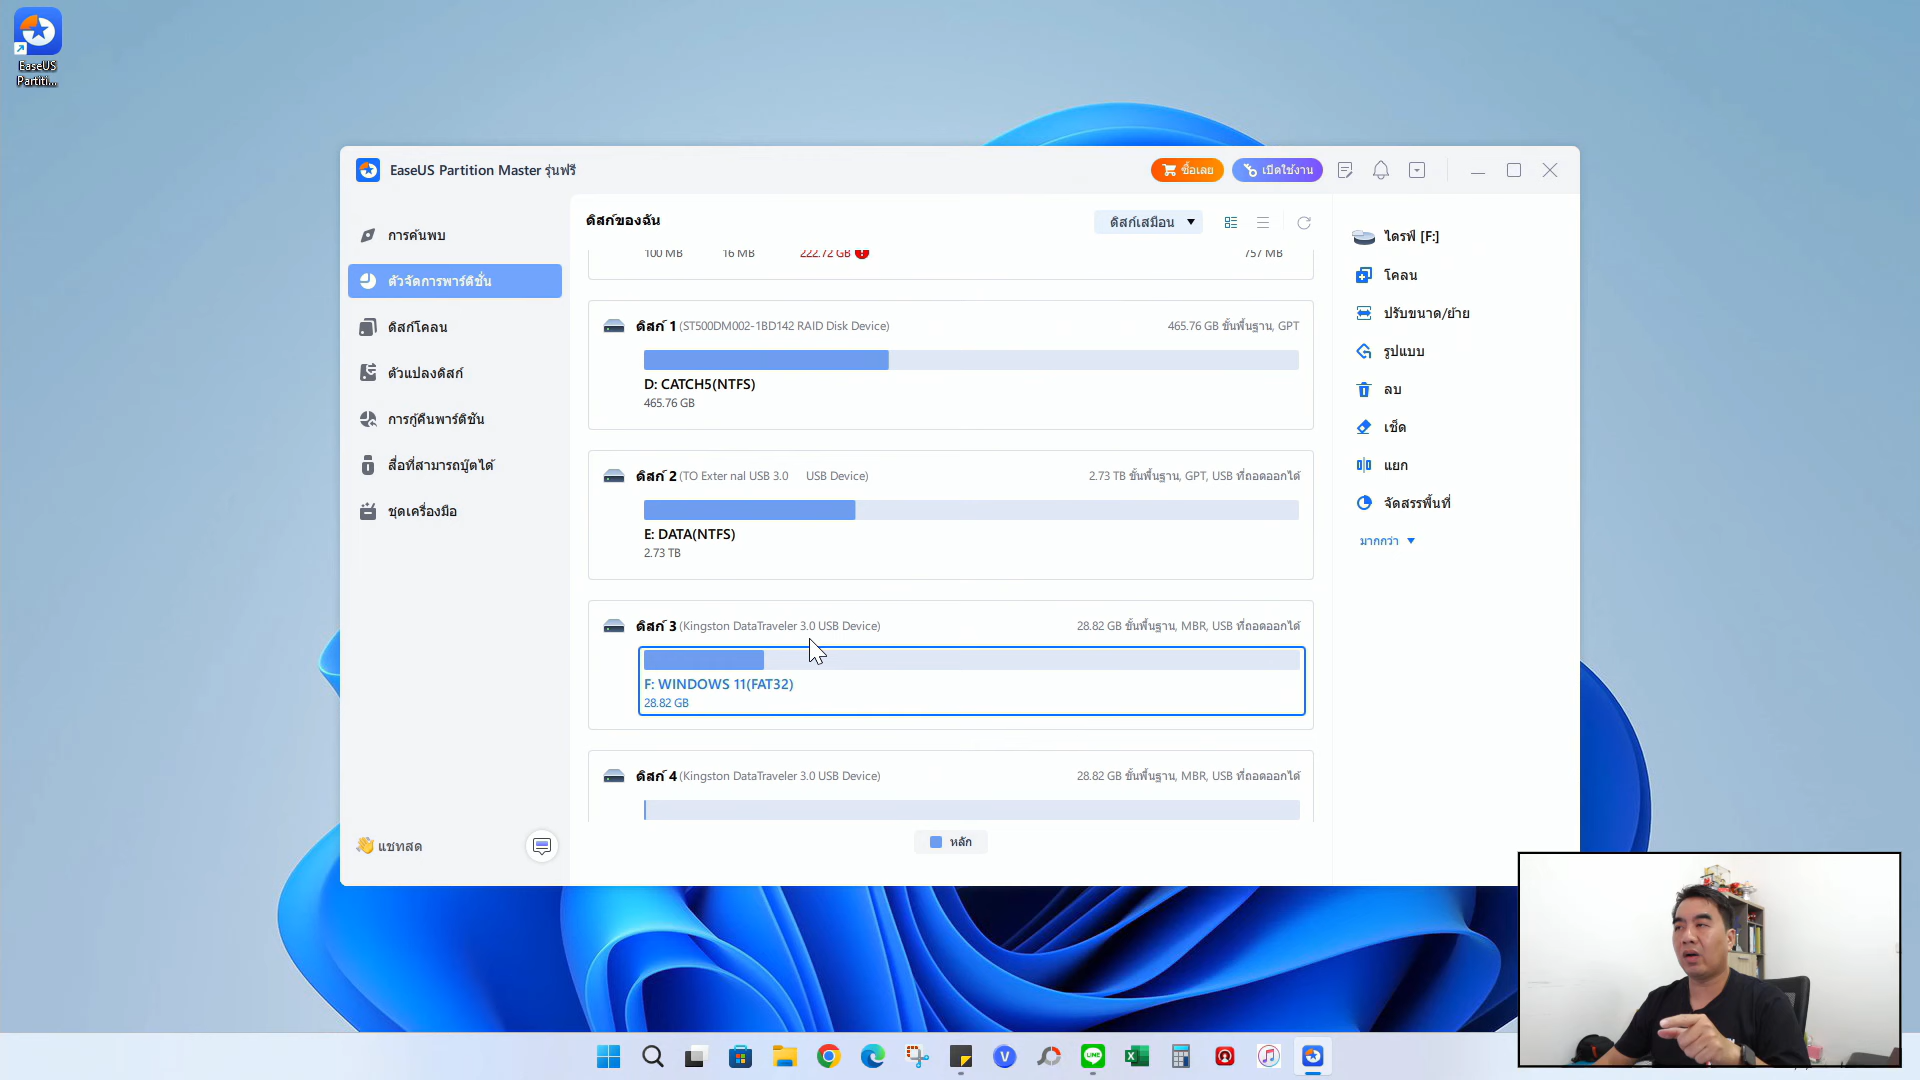 EaseUS
Partiti...
EaseUS Partition Master รุ่นฟรี
ซื้อเลย
เปิดใช้งาน
การค้นพบ
ตัวจัดการพาร์ติชั่น
ดิสก์โคลน
ตัวแปลงดิสก์
การกู้คืนพาร์ติชัน
สื่อที่สามารถบู๊ตได้
ชุดเครื่องมือ
แชทสด
ดิสก์ของฉัน
ดิสก์เสมือน
100 MB
16 MB
222.72 GB
757 MB
ดิสก์ 1 (ST500DM002-1BD142 RAID Disk Device)
465.76 GB ขั้นพื้นฐาน, GPT
D: CATCH5(NTFS)
465.76 GB
ดิสก์ 2 (TO Exter nal USB 3.0 USB Device)
2.73 TB ขั้นพื้นฐาน, GPT, USB ที่ถอดออกได้
E: DATA(NTFS)
2.73 TB
ดิสก์ 3 (Kingston DataTraveler 3.0 USB Device)
28.82 GB ขั้นพื้นฐาน, MBR, USB ที่ถอดออกได้
F: WINDOWS 11(FAT32)
28.82 GB
ดิสก์ 4 (Kingston DataTraveler 3.0 USB Device)
28.82 GB ขั้นพื้นฐาน, MBR, USB ที่ถอดออกได้
หลัก
ไดรฟ์ [F:]
โคลน
ปรับขนาด/ย้าย
รูปแบบ
ลบ
เช็ด
แยก
จัดสรรพื้นที่
มากกว่า